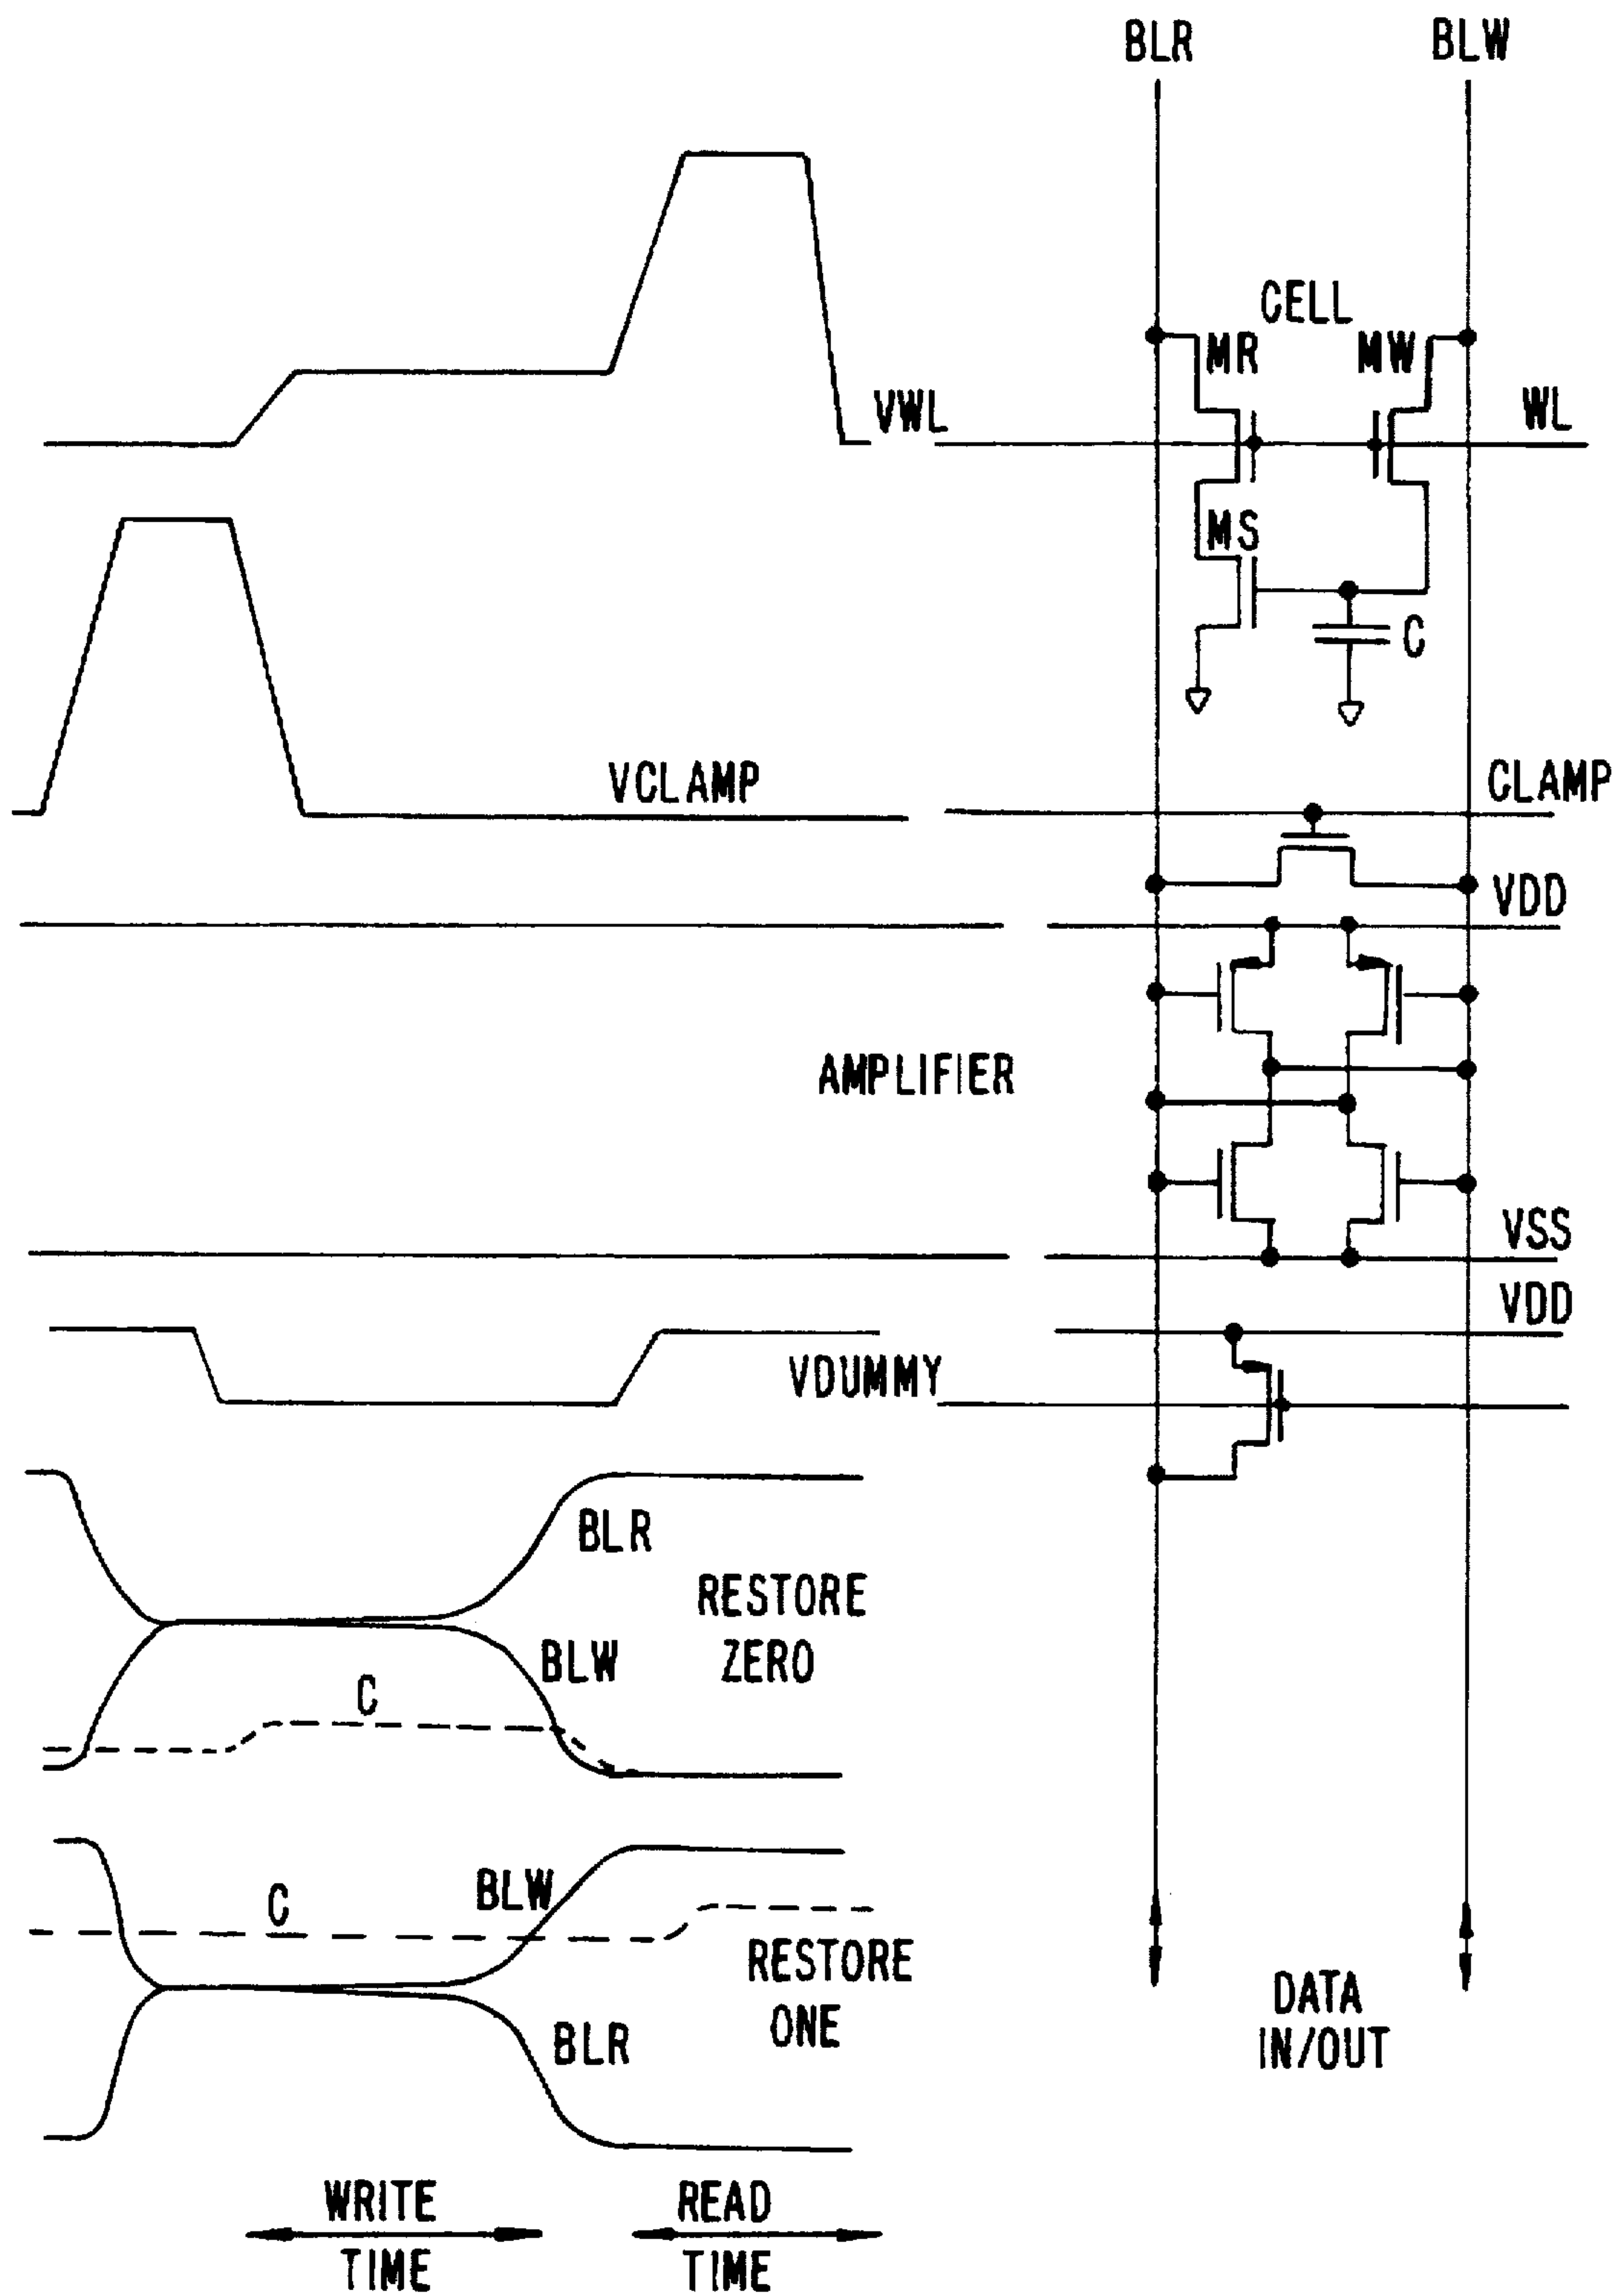 BLR BLW
CELL
MR MW
VWL WL
MS
C
VCLAMP CLAMP
VDD
AMPLIFIER
VSS
VDD
VDUMMY
BLR
RESTORE
ZERO
BLW
C
BLW
C
RESTORE
ONE
BLR
DATA
IN/OUT
WRITE
TIME
READ
TIME